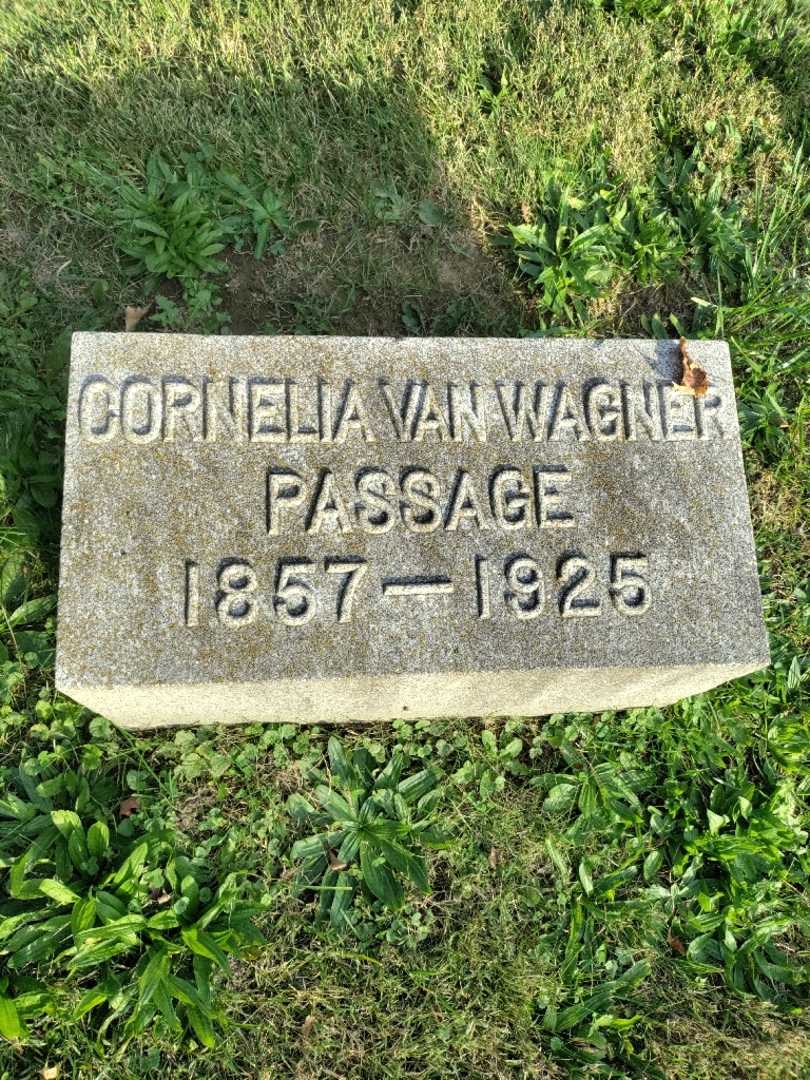 CORNELIA VAN WAGNER
PASSAGE
1857—1925